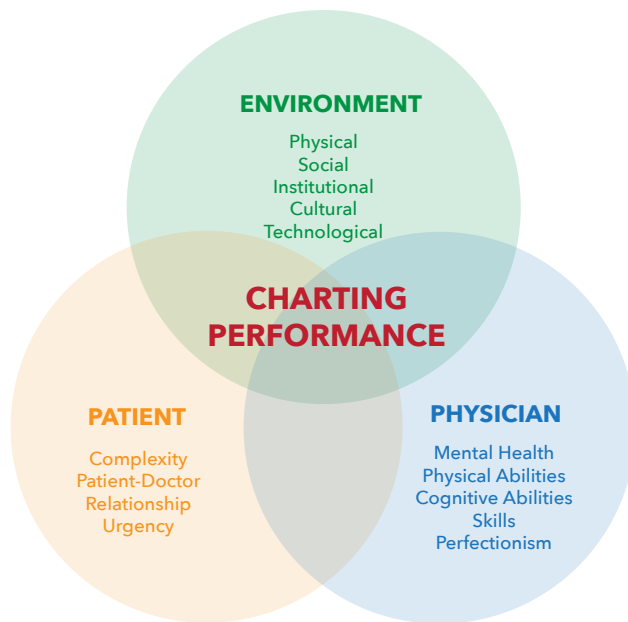 ENVIRONMENT
Physical
Social
Institutional
Cultural
Technological
CHARTING
PERFORMANCE
PATIENT
Complexity
Patient-Doctor
Relationship
Urgency
PHYSICIAN
Mental Health
Physical Abilities
Cognitive Abilities
Skills
Perfectionism